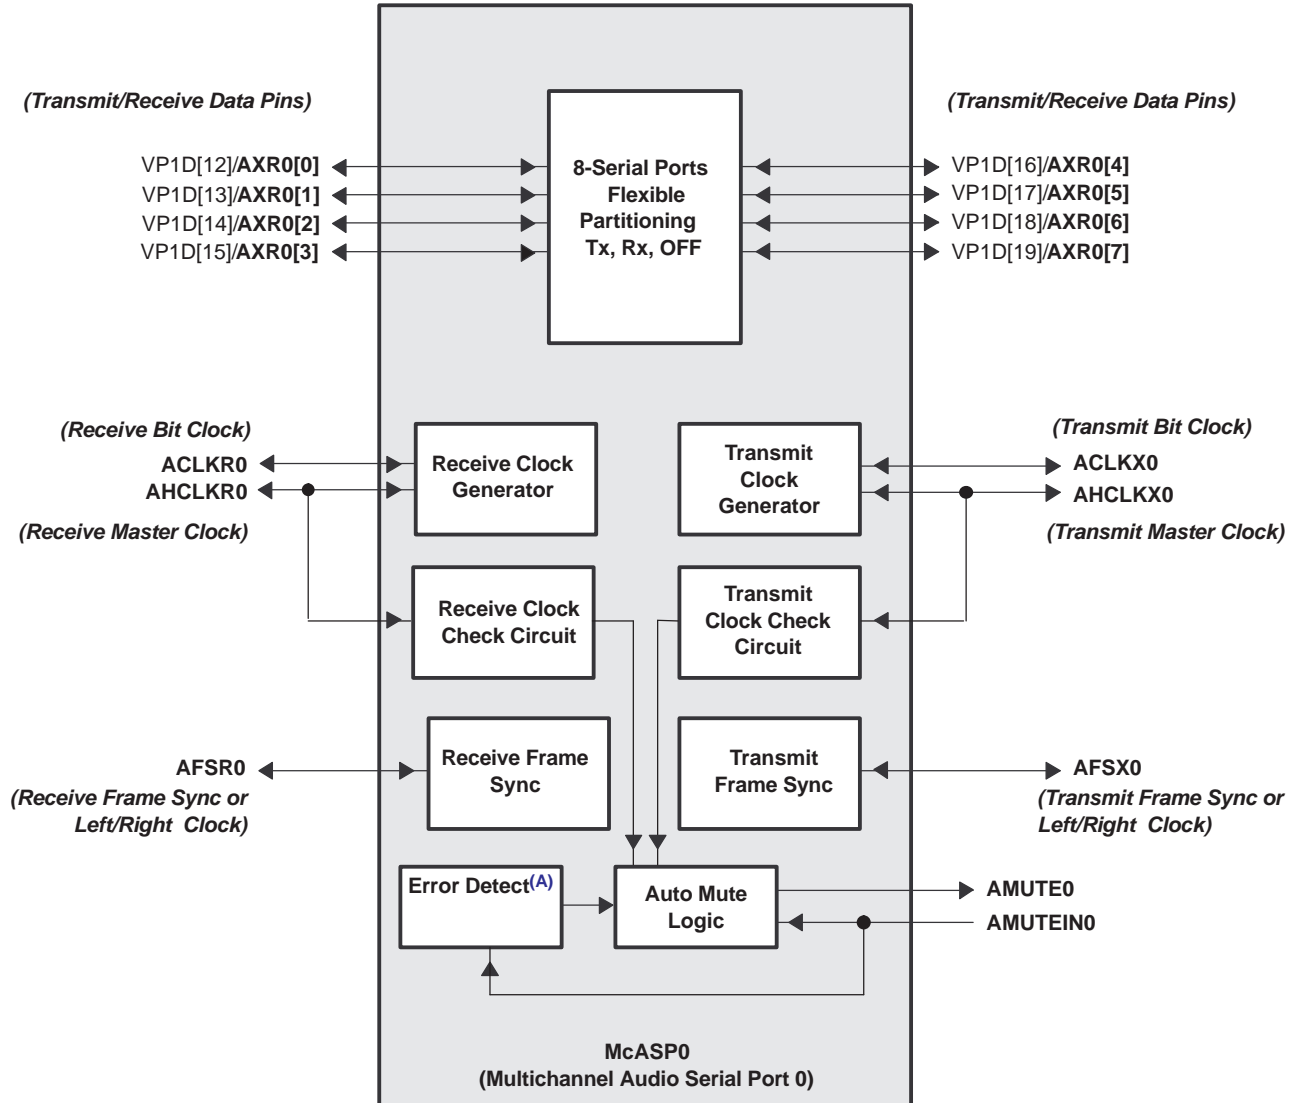 (Transmit/Receive Data Pins)
(Transmit/Receive Data Pins)
VP1D[12]/AXR0[0]
VP1D[13]/AXR0[1]
VP1D[14]/AXR0[2]
VP1D[15]/AXR0[3]
8-Serial Ports
Flexible
Partitioning
Tx, Rx, OFF
VP1D[16]/AXR0[4]
VP1D[17]/AXR0[5]
VP1D[18]/AXR0[6]
VP1D[19]/AXR0[7]
(Receive Bit Clock)
ACLKR0
AHCLKR0
(Receive Master Clock)
Receive Clock
Generator
Transmit
Clock
Generator
(Transmit Bit Clock)
ACLKX0
AHCLKX0
(Transmit Master Clock)
Receive Clock
Check Circuit
Transmit
Clock Check
Circuit
AFSR0
(Receive Frame Sync or
Left/Right Clock)
Receive Frame
Sync
Transmit
Frame Sync
AFSX0
(Transmit Frame Sync or
Left/Right Clock)
Error Detect(A)
Auto Mute
Logic
AMUTE0
AMUTEIN0
McASP0
(Multichannel Audio Serial Port 0)